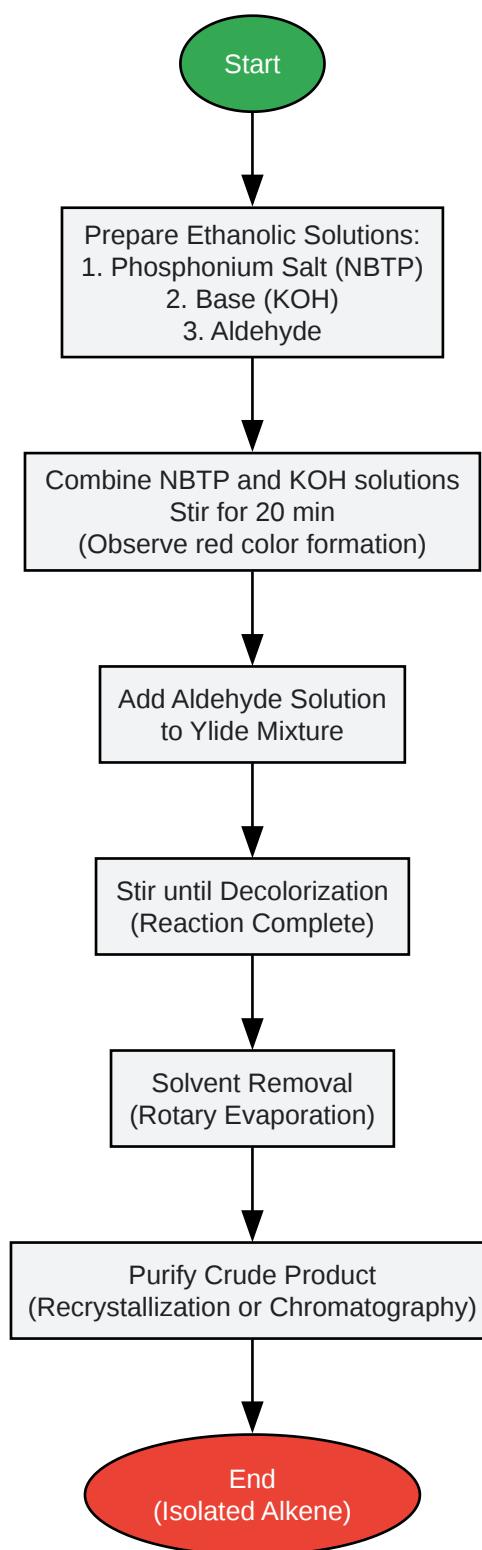 Start
Prepare Ethanolic Solutions:
1. Phosphonium Salt (NBTP)
2. Base (KOH)
3. Aldehyde
Combine NBTP and KOH solutions
Stir for 20 min
(Observe red color formation)
Add Aldehyde Solution
to Ylide Mixture
Stir until Decolorization
(Reaction Complete)
Solvent Removal
(Rotary Evaporation)
Purify Crude Product
(Recrystallization or Chromatography)
End
(Isolated Alkene)